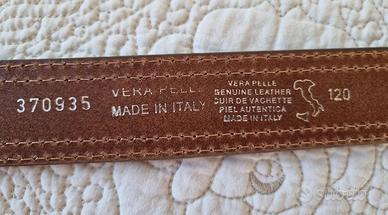 370935
VERA PELLE
MADE IN ITALY
VERA PELLE
GENUINE LEATHER
CUIR DE VACHETTE
PIEL AUTENTICA
MADE IN ITALY
120